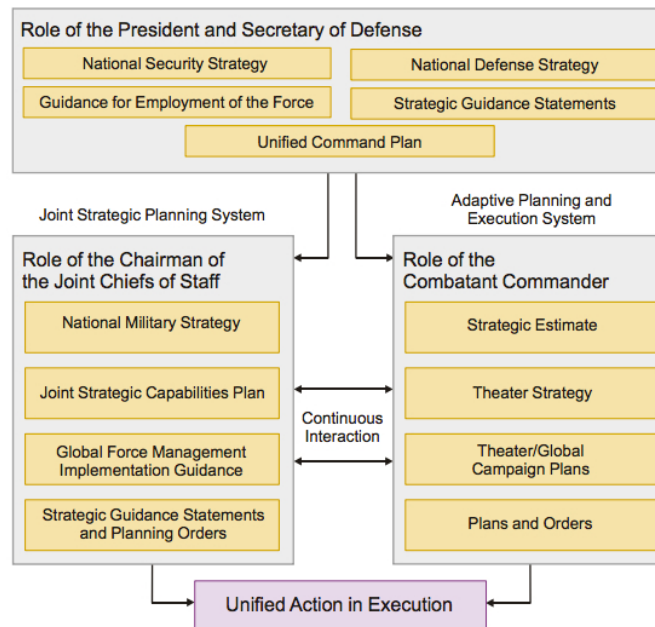 Role of the President and Secretary of Defense
National Security Strategy
National Defense Strategy
Guidance for Employment of the Force
Strategic Guidance Statements
Unified Command Plan
Joint Strategic Planning System
Adaptive Planning and
Execution System
Role of the Chairman of
the Joint Chiefs of Staff
National Military Strategy
Joint Strategic Capabilities Plan
Global Force Management
Implementation Guidance
Strategic Guidance Statements
and Planning Orders
Continuous
Interaction
Role of the
Combatant Commander
Strategic Estimate
Theater Strategy
Theater/Global
Campaign Plans
Plans and Orders
Unified Action in Execution